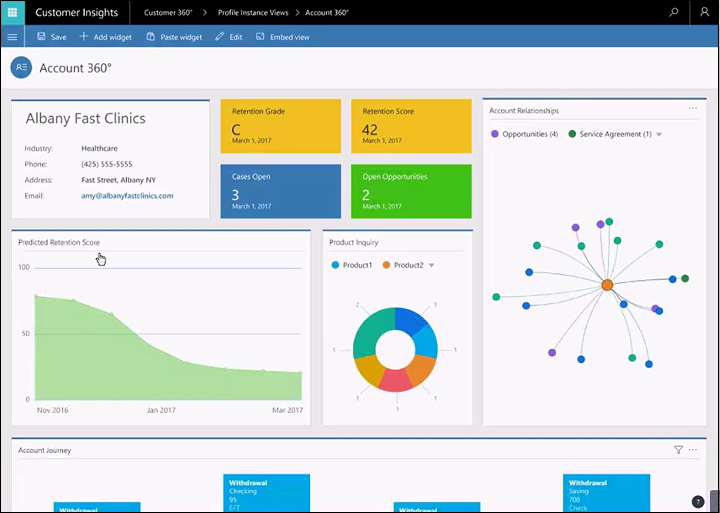 Customer Insights
Customer 360° > Profile Instance Views > Account 360°
Save
Add widget
Paste widget
Edit
Embed view
Account 360°
Albany Fast Clinics
Industry: Healthcare
Phone: (425) 555-5555
Address: Fast Street, Albany NY
Email: amy@albanyfastclinics.com
Retention Grade
C
March 1, 2017
Retention Score
42
March 1, 2017
Cases Open
3
March 1, 2017
Open Opportunities
2
March 1, 2017
Account Relationships
Opportunities (4)
Service Agreement (1)
Predicted Retention Score
100
50
0
Nov 2016
Jan 2017
Mar 2017
Product Inquiry
Product1
Product2
2
1
1
1
1
1
1
Account Journey
Withdrawal
Withdrawal
Checking
95
EFT
Withdrawal
Withdrawal
Saving
700
Check
?